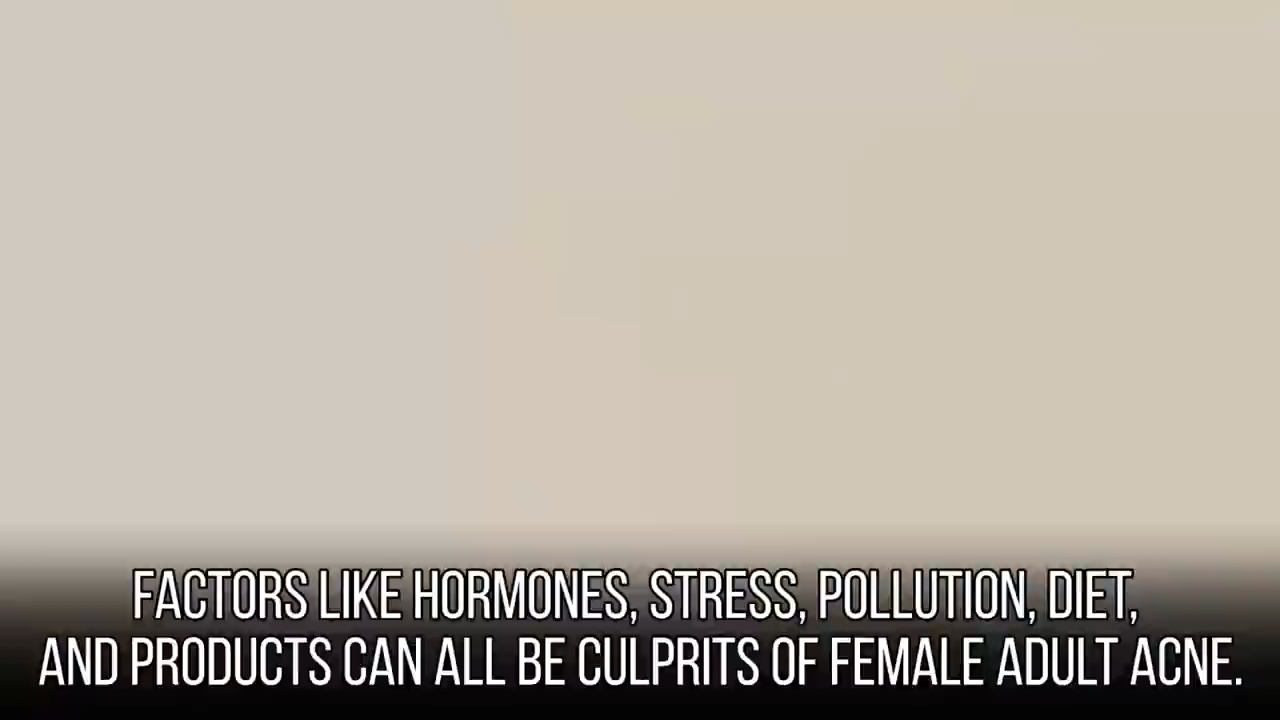 FACTORS LIKE HORMONES, STRESS, POLLUTION, DIET,
AND PRODUCTS CAN ALL BE CULPRITS OF FEMALE ADULT ACNE.